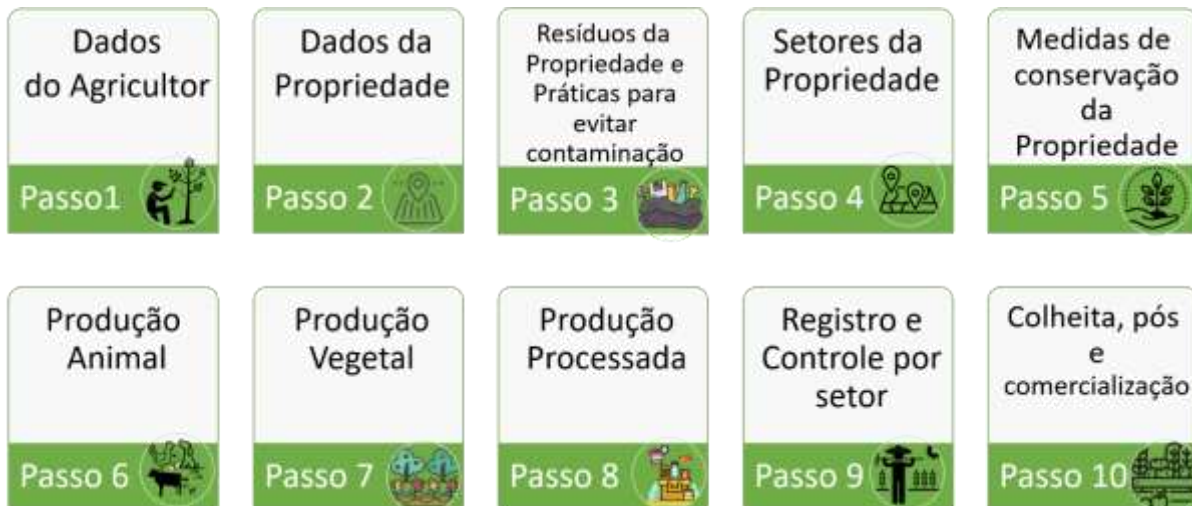 Dados
do Agricultor
Passo1
Dados da
Propriedade
Passo 2
Resíduos da
Propriedade e
Práticas para
evitar
contaminação
Passo 3
Setores da
Propriedade
Passo 4
Medidas de
conservação
da
Propriedade
Passo 5
Produção
Animal
Passo 6
Produção
Vegetal
Passo 7
Produção
Processada
Passo 8
Registro e
Controle por
setor
Passo 9
Colheita, pós
e
comercialização
Passo 10